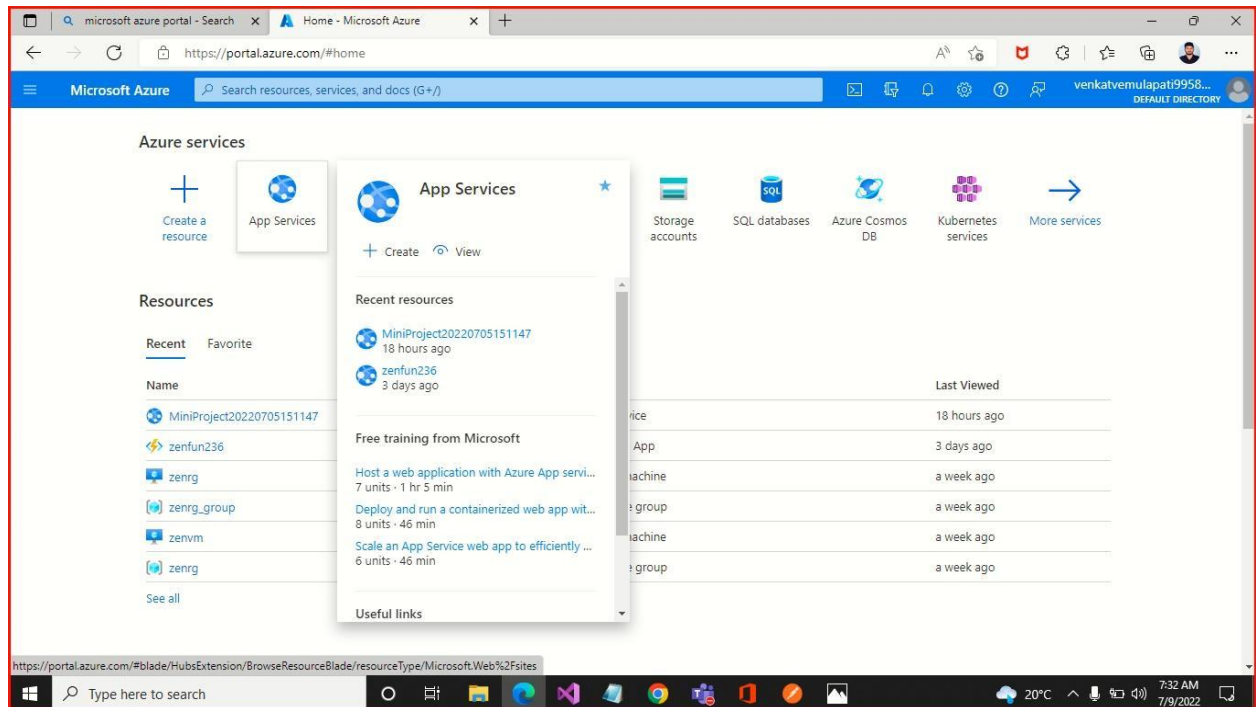 microsoft azure portal - Search
Home - Microsoft Azure
https://portal.azure.com/#home
Microsoft Azure
Search resources, services, and docs (G+/)
venkatvemulapati9958...
DEFAULT DIRECTORY
Azure services
Create a
resource
App Services
App Services
Create View
Storage
accounts
SQL databases
SQL
Azure Cosmos
DB
Kubernetes
services
More services
Resources
Recent Favorite
Name
Last Viewed
MiniProject20220705151147
vice
18 hours ago
zenfun236
App
3 days ago
zenrg
achine
a week ago
zenrg_group
e group
a week ago
zenvm
achine
a week ago
zenrg
e group
a week ago
See all
Recent resources
MiniProject20220705151147
18 hours ago
zenfun236
3 days ago
Free training from Microsoft
Host a web application with Azure App servi...
7 units · 1 hr 5 min
Deploy and run a containerized web app wit...
8 units · 46 min
Scale an App Service web app to efficiently ...
6 units · 46 min
Useful links
https://portal.azure.com/#blade/HubsExtension/BrowseResourceBlade/resourceType/Microsoft.Web%2Fsites
Type here to search
20°C
7:32 AM
7/9/2022